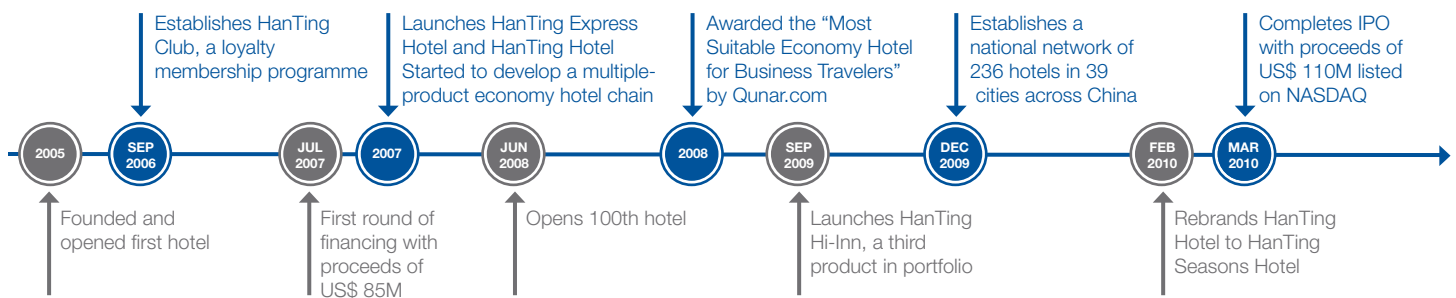 Establishes HanTing
Club, a loyalty
membership programme
Launches HanTing Express
Hotel and HanTing Hotel
Started to develop a multiple-
product economy hotel chain
Awarded the “Most
Suitable Economy Hotel
for Business Travelers”
by Qunar.com
Establishes a
national network of
236 hotels in 39
cities across China
Completes IPO
with proceeds of
US$ 110M listed
on NASDAQ
2005
SEP
2006
JUL
2007
2007
JUN
2008
2008
SEP
2009
DEC
2009
FEB
2010
MAR
2010
Founded and
opened first hotel
First round of
financing with
proceeds of
US$ 85M
Opens 100th hotel
Launches HanTing
Hi-Inn, a third
product in portfolio
Rebrands HanTing
Hotel to HanTing
Seasons Hotel